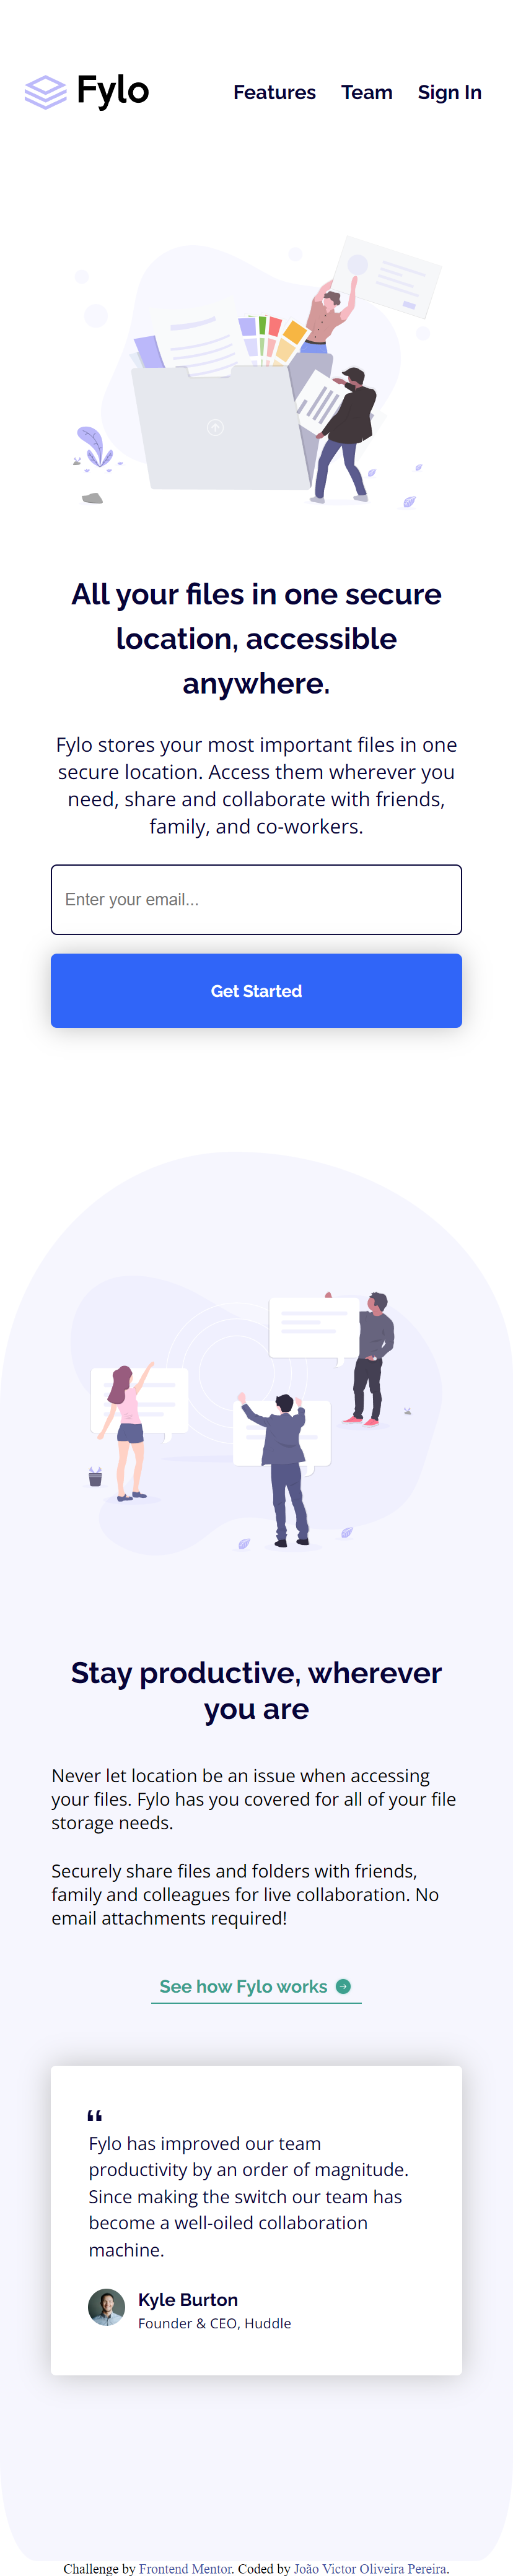 Fylo
Features Team Sign In
All your files in one secure
location, accessible
anywhere.
Fylo stores your most important files in one
secure location. Access them wherever you
need, share and collaborate with friends,
family, and co-workers.
Enter your email...
Get Started
Stay productive, wherever
you are
Never let location be an issue when accessing
your files. Fylo has you covered for all of your file
storage needs.
Securely share files and folders with friends,
family and colleagues for live collaboration. No
email attachments required!
See how Fylo works
“
Fylo has improved our team
productivity by an order of magnitude.
Since making the switch our team has
become a well-oiled collaboration
machine.
Kyle Burton
Founder & CEO, Huddle
Challenge by Frontend Mentor. Coded by João Victor Oliveira Pereira.